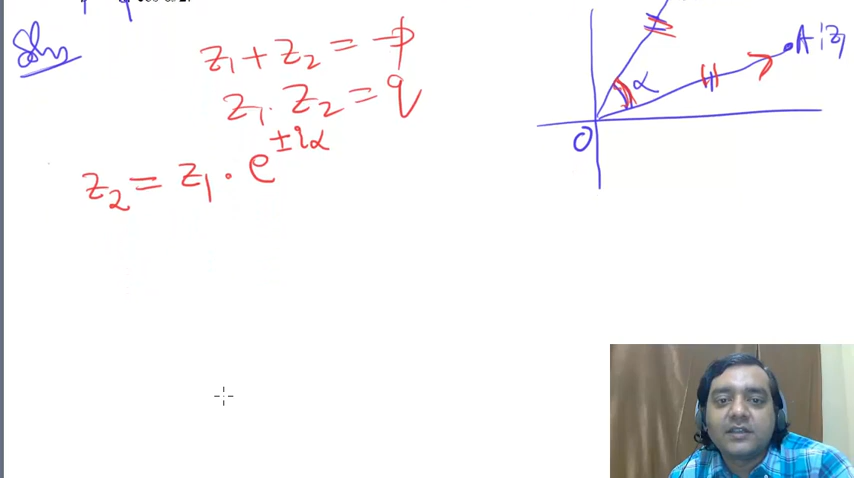 Soln
z₁ + z₂ = -p
z₁ · z₂ = q
z₂ = z₁ · e^{±iα}
α
A:z₁
O